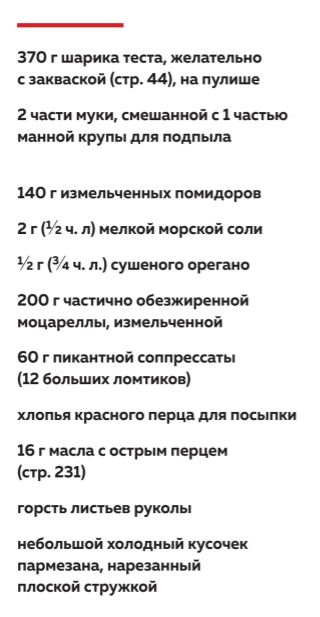 370 г шарика теста, желательно
с закваской (стр. 44), на пулише
2 части муки, смешанной с 1 частью
манной крупы для подпыла
140 г измельченных помидоров
2 г (½ ч. л) мелкой морской соли
½ г (¾ ч. л.) сушеного орегано
200 г частично обезжиренной
моцареллы, измельченной
60 г пикантной соппрессаты
(12 больших ломтиков)
хлопья красного перца для посыпки
16 г масла с острым перцем
(стр. 231)
горсть листьев руколы
небольшой холодный кусочек
пармезана, нарезанный
плоской стружкой